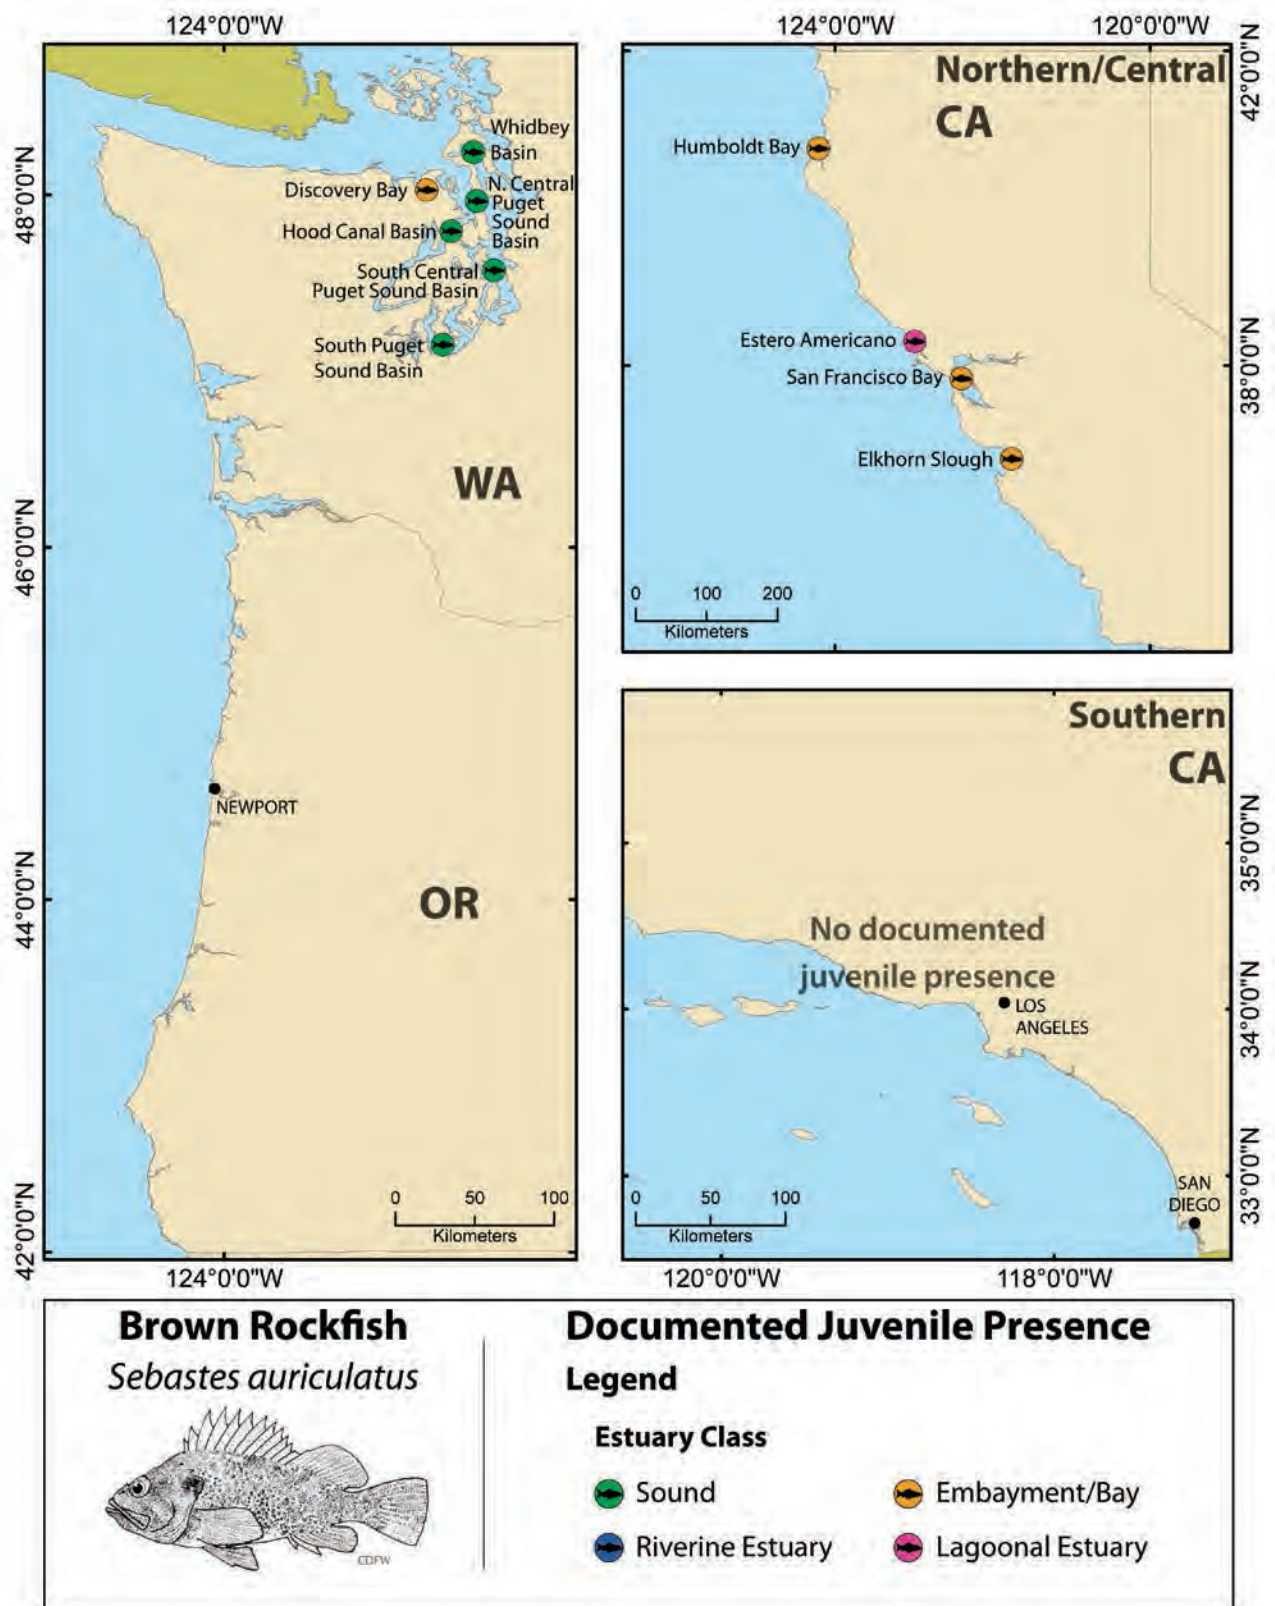 124°0'0"W
48°0'0"N
46°0'0"N
44°0'0"N
42°0'0"N
Whidbey
Basin
Discovery Bay
N. Central
Puget
Sound
Basin
Hood Canal Basin
South Central
Puget Sound Basin
South Puget
Sound Basin
WA
NEWPORT
OR
0 50 100
Kilometers
124°0'0"W
124°0'0"W 120°0'0"W
Northern/Central
CA
42°0'0"N
Humboldt Bay
38°0'0"N
Estero Americano
San Francisco Bay
Elkhorn Slough
0 100 200
Kilometers
Southern
CA
35°0'0"N
No documented
juvenile presence
LOS
ANGELES
34°0'0"N
33°0'0"N
SAN
DIEGO
0 50 100
Kilometers
120°0'0"W 118°0'0"W
Brown Rockfish
Sebastes auriculatus
CDFW
Documented Juvenile Presence
Legend
Estuary Class
Sound
Embayment/Bay
Riverine Estuary
Lagoonal Estuary